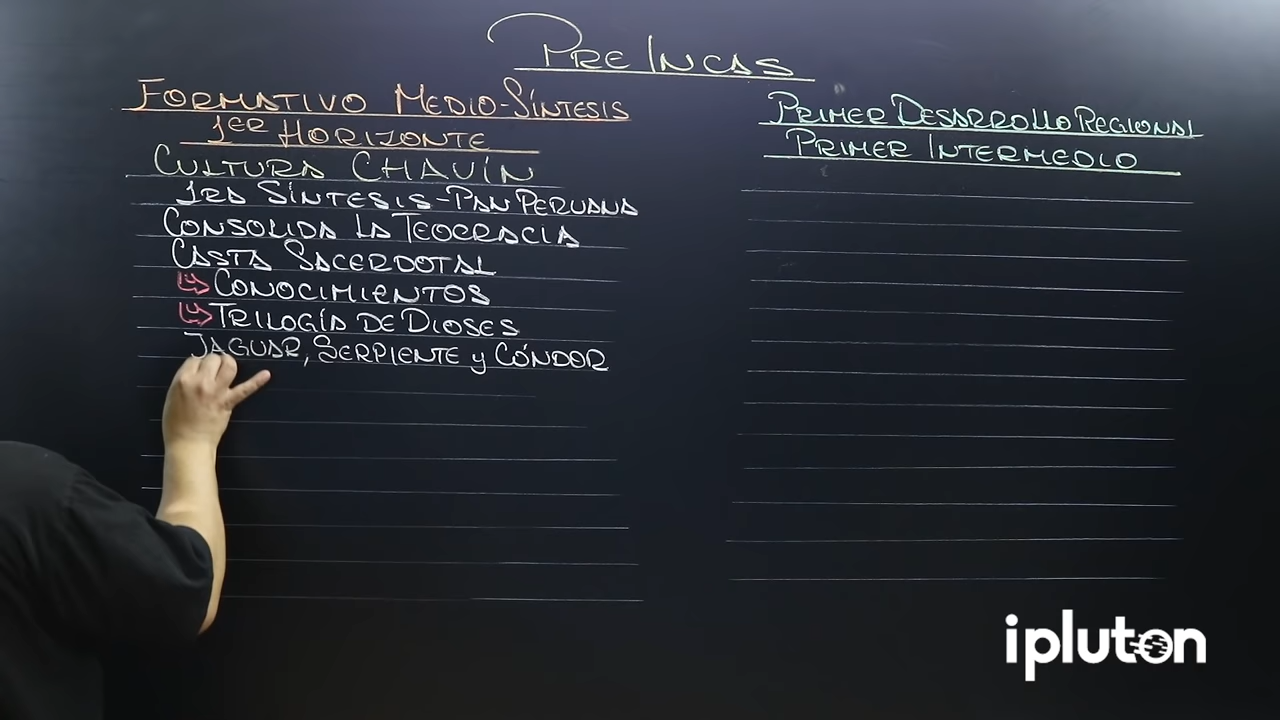 PRE INCAS
FORMATIVO MEDIO-SÍNTESIS
1ER HORIZONTE
CULTURA CHAVÍN
1RA SÍNTESIS-PAN PERUANA
CONSOLIDA LA TEOCRACIA
CASTA SACERDOTAL
CONOCIMIENTOS
TRILOGÍA DE DIOSES
JAGUAR, SERPIENTE y CÓNDOR
PRIMER DESARROLLO REGIONAL
PRIMER INTERMEDIO
ipluton